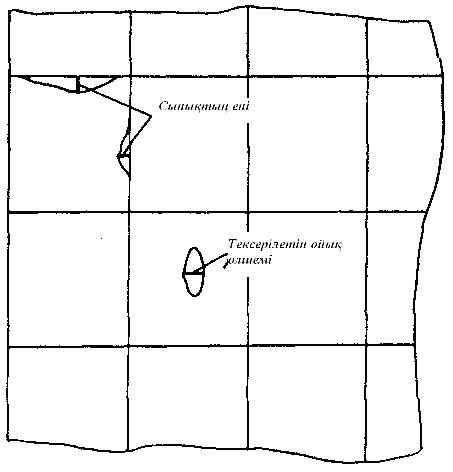 Сынықтың ені
Тексерілетін ойық
өлшемі